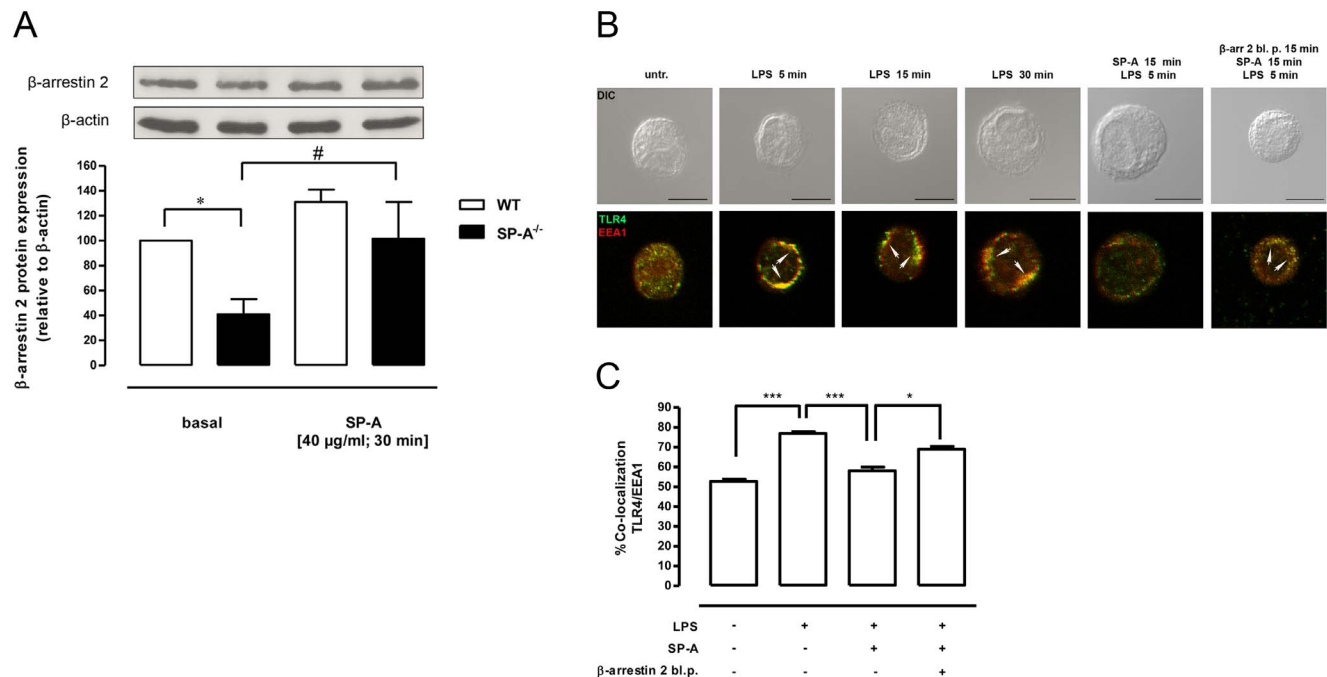 A
β-arrestin 2
β-actin
β-arrestin 2 protein expression
(relative to β-actin)
160
140
120
100
80
60
40
20
0
*
#
WT
SP-A-/-
basal
SP-A
[40 µg/ml; 30 min]
B
untr.
LPS 5 min
LPS 15 min
LPS 30 min
SP-A 15 min
LPS 5 min
β-arr 2 bl. p. 15 min
SP-A 15 min
LPS 5 min
DIC
TLR4
EEA1
C
% Co-localization
TLR4/EEA1
90
80
70
60
50
40
30
20
10
0
*** *** *
LPS - + + +
SP-A - - + +
β-arrestin 2 bl.p. - - - +